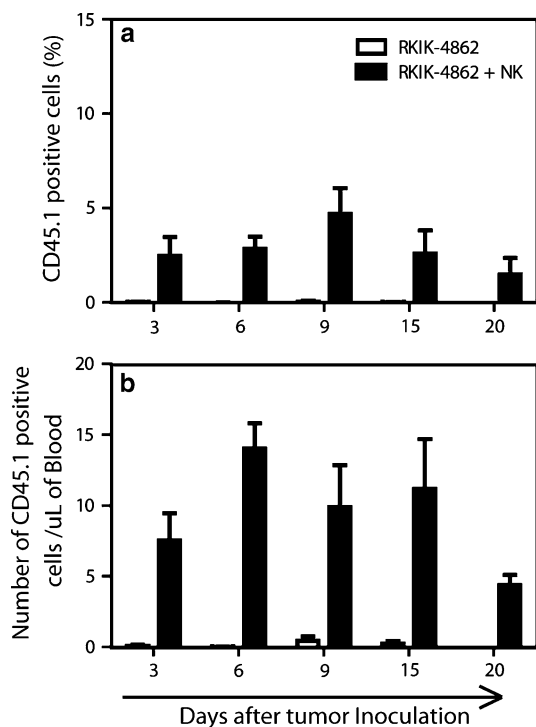 a
RKIK-4862
RKIK-4862 + NK
CD45.1 positive cells (%)
15
10
5
0
3 6 9 15 20
b
Number of CD45.1 positive
cells /uL of Blood
20
15
10
5
0
3 6 9 15 20
Days after tumor Inoculation